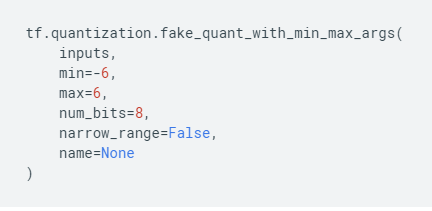 tf.quantization.fake_quant_with_min_max_args(
    inputs,
    min=-6,
    max=6,
    num_bits=8,
    narrow_range=False,
    name=None
)